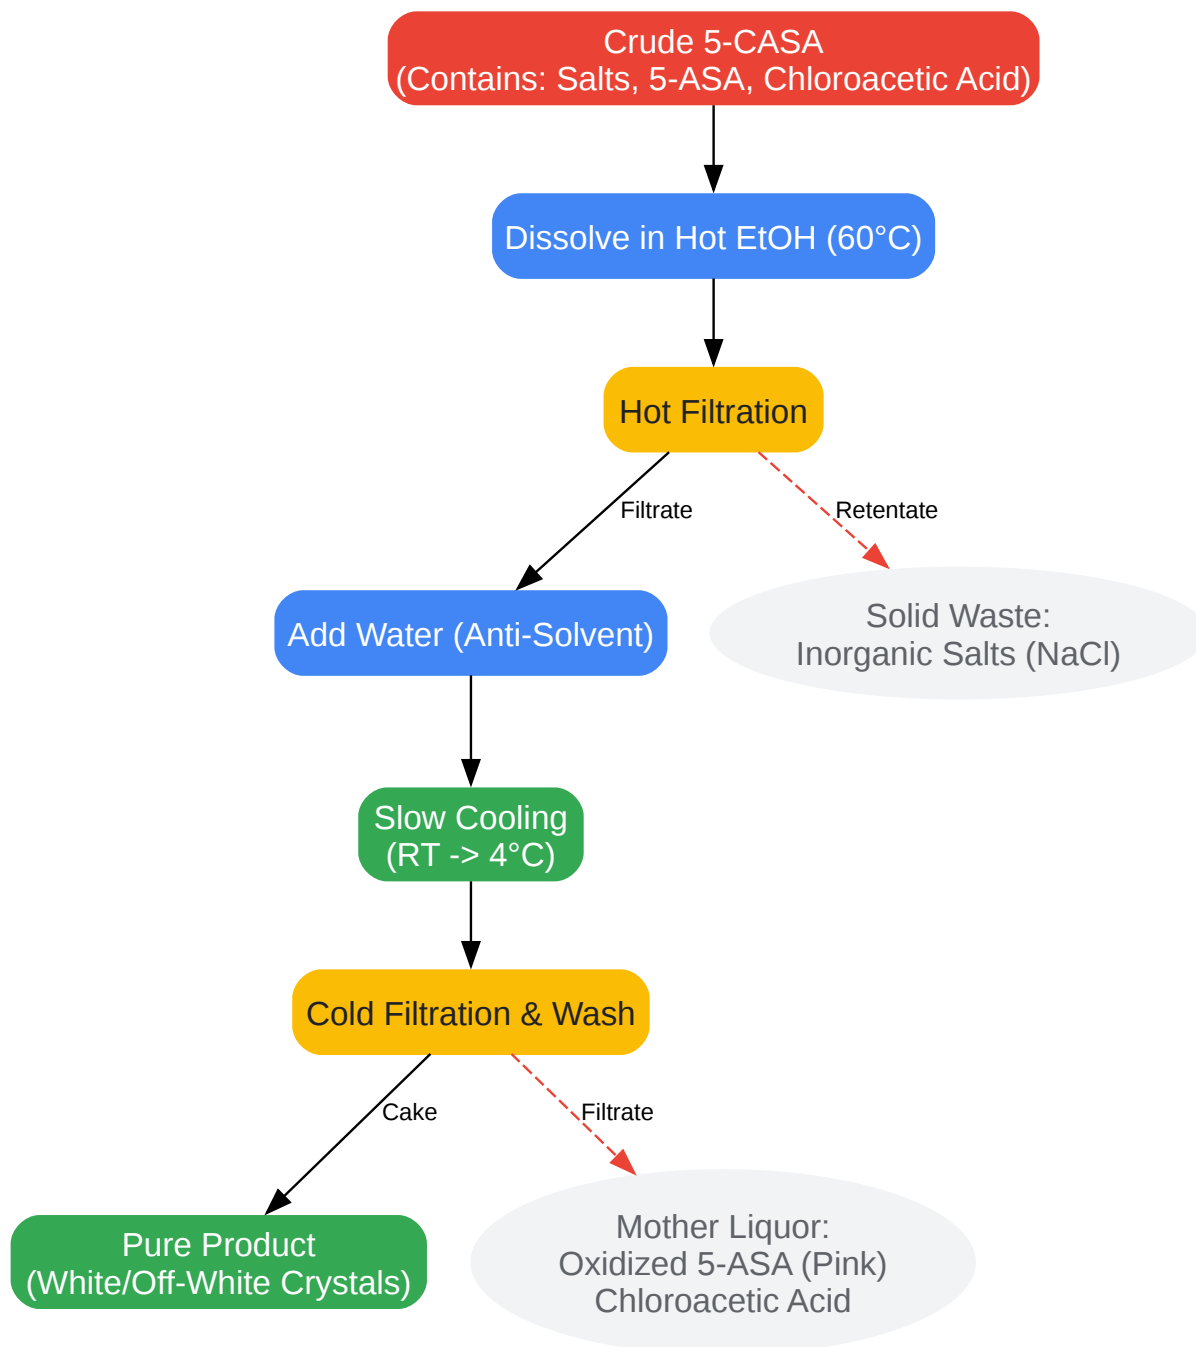 Crude 5-CASA
(Contains: Salts, 5-ASA, Chloroacetic Acid)
Dissolve in Hot EtOH (60°C)
Hot Filtration
Filtrate
Retentate
Add Water (Anti-Solvent)
Solid Waste:
Inorganic Salts (NaCl)
Slow Cooling
(RT -> 4°C)
Cold Filtration & Wash
Cake
Filtrate
Pure Product
(White/Off-White Crystals)
Mother Liquor:
Oxidized 5-ASA (Pink)
Chloroacetic Acid